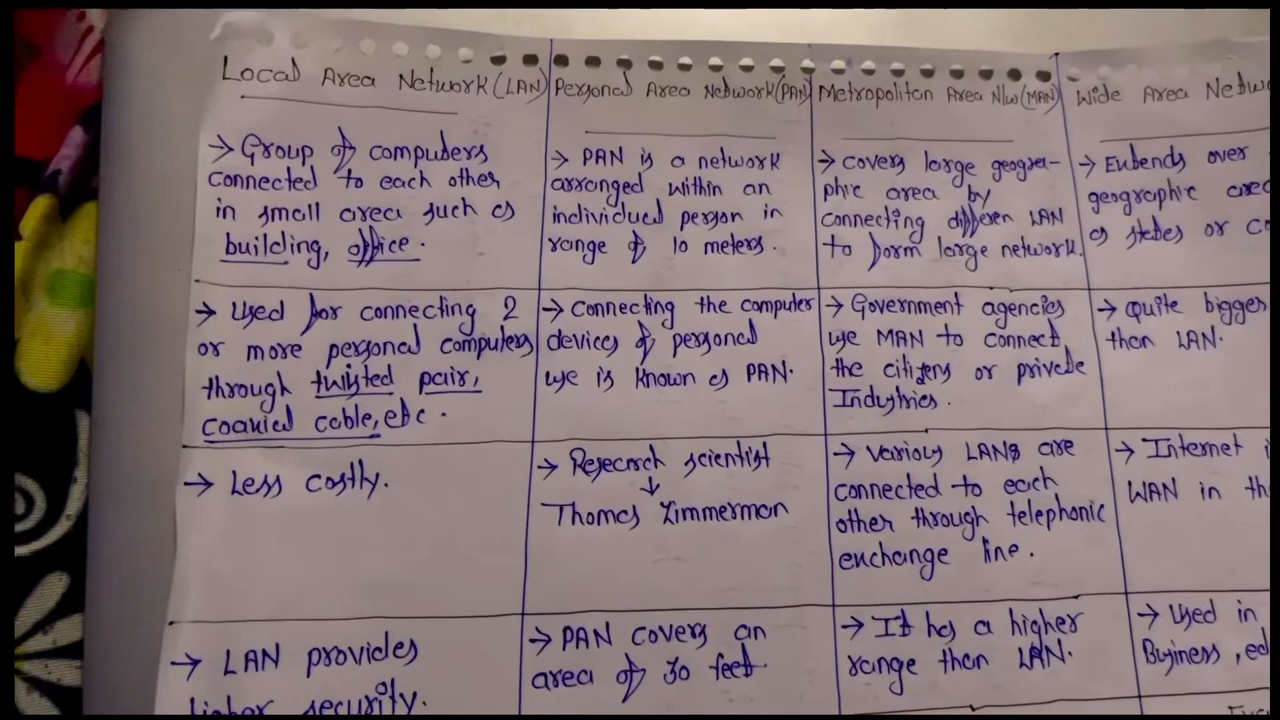 Local Area Network (LAN)
→ Group of computers
connected to each other
in small area such as
building, office.
→ Used for connecting 2
or more personal computers
through twisted pair,
coaxial cable, etc.
→ Less costly.
→ LAN provides
higher security.
Personal Area Network (PAN)
→ PAN is a network
arranged within an
individual person in
range of 10 meters.
→ Connecting the computer
devices of personal
use is known as PAN.
→ Research scientist
↓
Thomas Zimmerman
→ PAN covers an
area of 30 feet.
Metropolitan Area N/w (MAN)
→ covers large geogra-
phic area by
connecting differen LAN
to form large network.
→ Government agencies
use MAN to connect
the citizens or private
Industries.
→ various LANs are
connected to each
other through telephonic
exchange line.
→ It has a higher
range than LAN.
Wide Area Netwo
→ Extends over
geographic area
as states or co
→ Quite bigges
than LAN.
→ Internet i
WAN in th
→ Used in
Business, ed